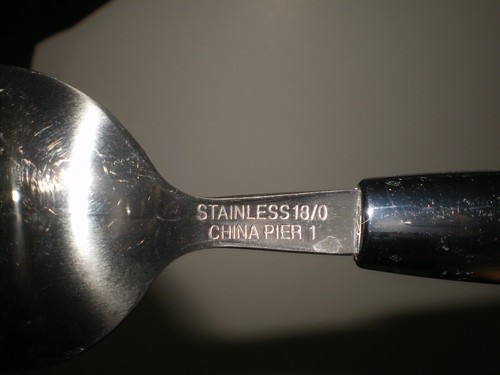 STAINLESS 18/0
CHINA PIER 1